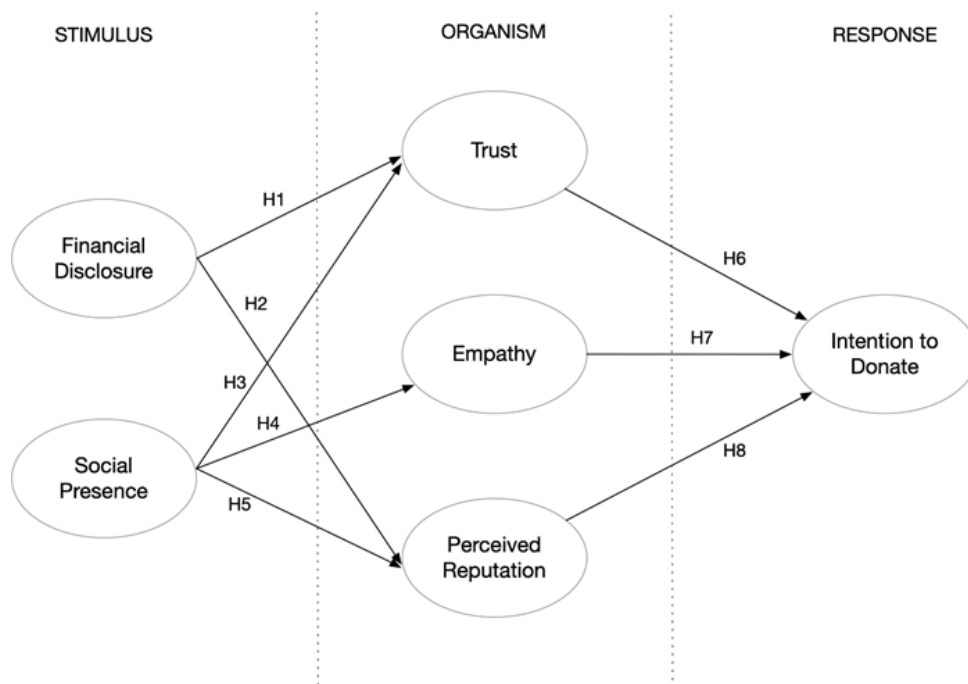 STIMULUS
ORGANISM
RESPONSE
Trust
H1
Financial
Disclosure
H6
H2
Empathy
H7
Intention to
Donate
H3
H4
Social
Presence
H5
H8
Perceived
Reputation